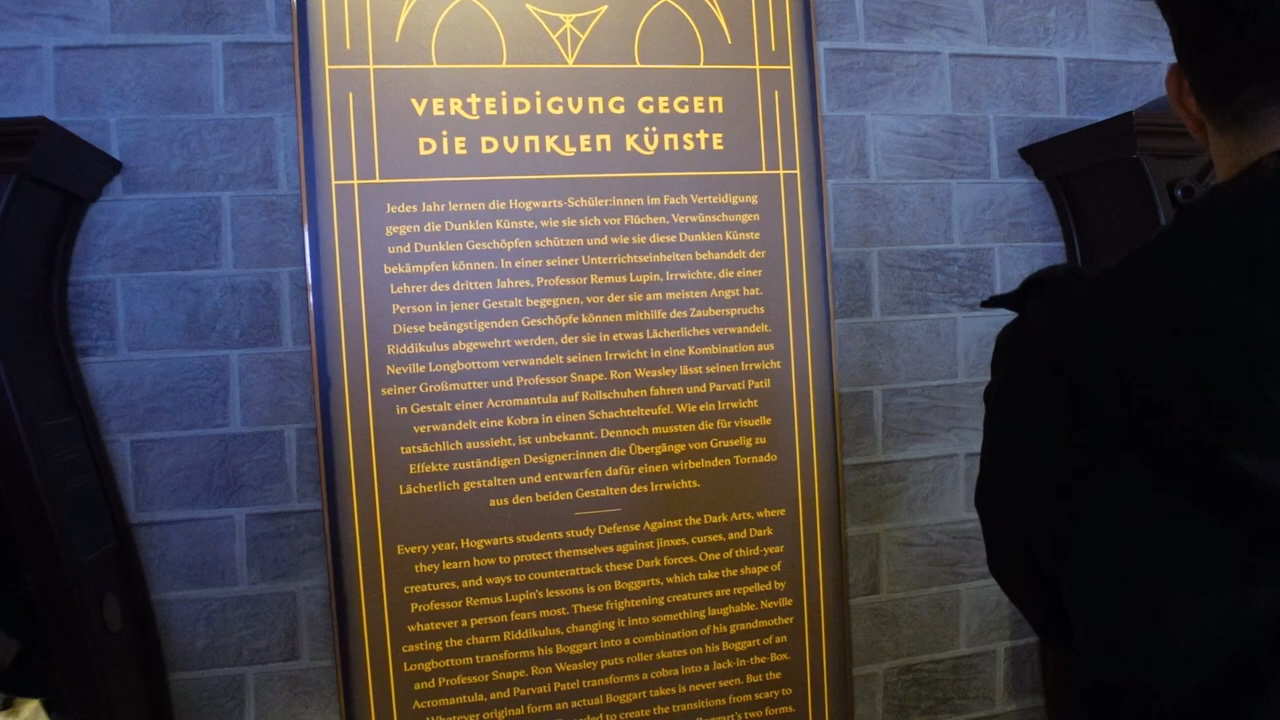 VERTEIDIGUNG GEGEN
DIE DUNKLEN KÜNSTE
Jedes Jahr lernen die Hogwarts-Schüler:innen im Fach Verteidigung
gegen die Dunklen Künste, wie sie sich vor Flüchen, Verwünschungen
und Dunklen Geschöpfen schützen und wie sie diese Dunklen Künste
bekämpfen können. In einer seiner Unterrichtseinheiten behandelt der
Lehrer des dritten Jahres, Professor Remus Lupin, Irrwichte, die einer
Person in jener Gestalt begegnen, vor der sie am meisten Angst hat.
Diese beängstigenden Geschöpfe können mithilfe des Zauberspruchs
Riddikulus abgewehrt werden, der sie in etwas Lächerliches verwandelt.
Neville Longbottom verwandelt seinen Irrwicht in eine Kombination aus
seiner Großmutter und Professor Snape. Ron Weasley lässt seinen Irrwicht
in Gestalt einer Acromantula auf Rollschuhen fahren und Parvati Patil
verwandelt eine Kobra in einen Schachtelteufel. Wie ein Irrwicht
tatsächlich aussieht, ist unbekannt. Dennoch mussten die für visuelle
Effekte zuständigen Designer:innen die Übergänge von Gruselig zu
Lächerlich gestalten und entwarfen dafür einen wirbelnden Tornado
aus den beiden Gestalten des Irrwichts.
Every year, Hogwarts students study Defense Against the Dark Arts, where
they learn how to protect themselves against jinxes, curses, and Dark
creatures, and ways to counterattack these Dark forces. One of third-year
Professor Remus Lupin's lessons is on Boggarts, which take the shape of
whatever a person fears most. These frightening creatures are repelled by
casting the charm Riddikulus, changing it into something laughable. Neville
Longbottom transforms his Boggart into a combination of his grandmother
and Professor Snape. Ron Weasley puts roller skates on his Boggart of an
Acromantula, and Parvati Patel transforms a cobra into a Jack-in-the-Box.
Whatever original form an actual Boggart takes is never seen. But the
to create the transitions from scary to
Boggart's two forms.